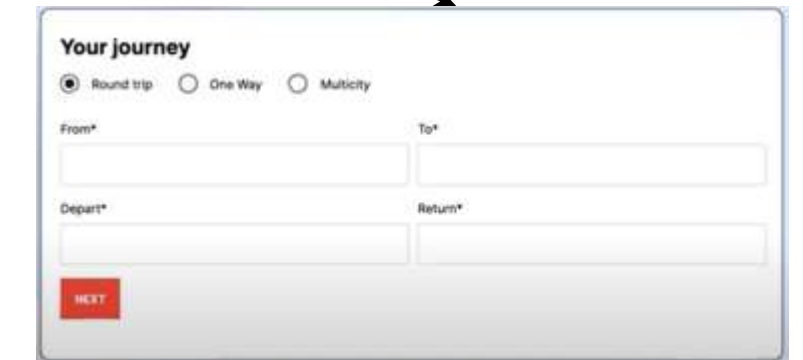 Your journey
Round trip One Way Multicity
From* To*
Depart* Return*
NEXT